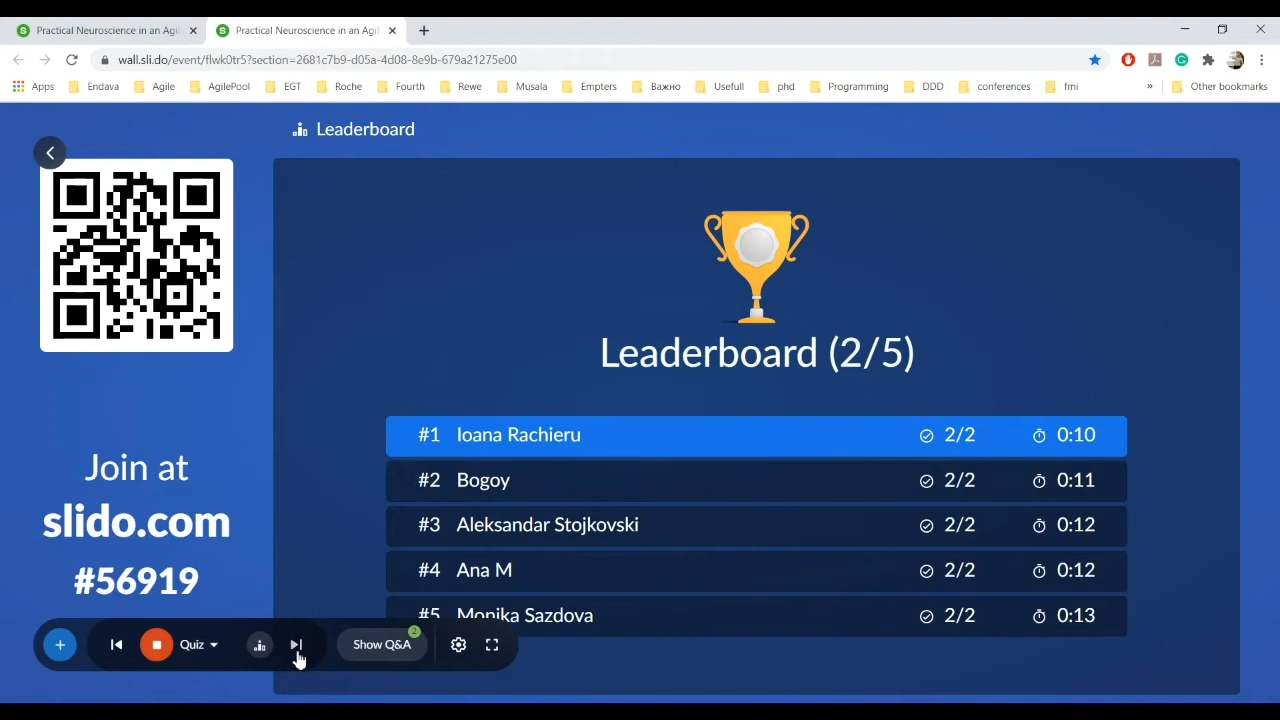 Practical Neuroscience in an Agi
Practical Neuroscience in an Agi
wall.sli.do/event/flwk0tr5?section=2681c7b9-d05a-4d08-8e0b-679a21275e00
Apps Endava Agile AgilePool EGT Roche Fourth Rewe Musala Empters Важно Usefull phd Programming DDD conferences fmi » Other bookmarks
Leaderboard
Leaderboard (2/5)
#1 Ioana Rachieru 2/2 0:10
#2 Bogoy 2/2 0:11
#3 Aleksandar Stojkovski 2/2 0:12
#4 Ana M 2/2 0:12
#5 Monika Sazdova 2/2 0:13
Join at
slido.com
#56919
Quiz
Show Q&A
2